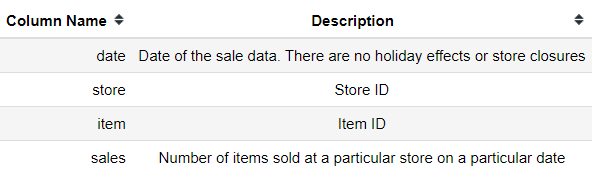 Column Name Description
date Date of the sale data. There are no holiday effects or store closures
store Store ID
item Item ID
sales Number of items sold at a particular store on a particular date